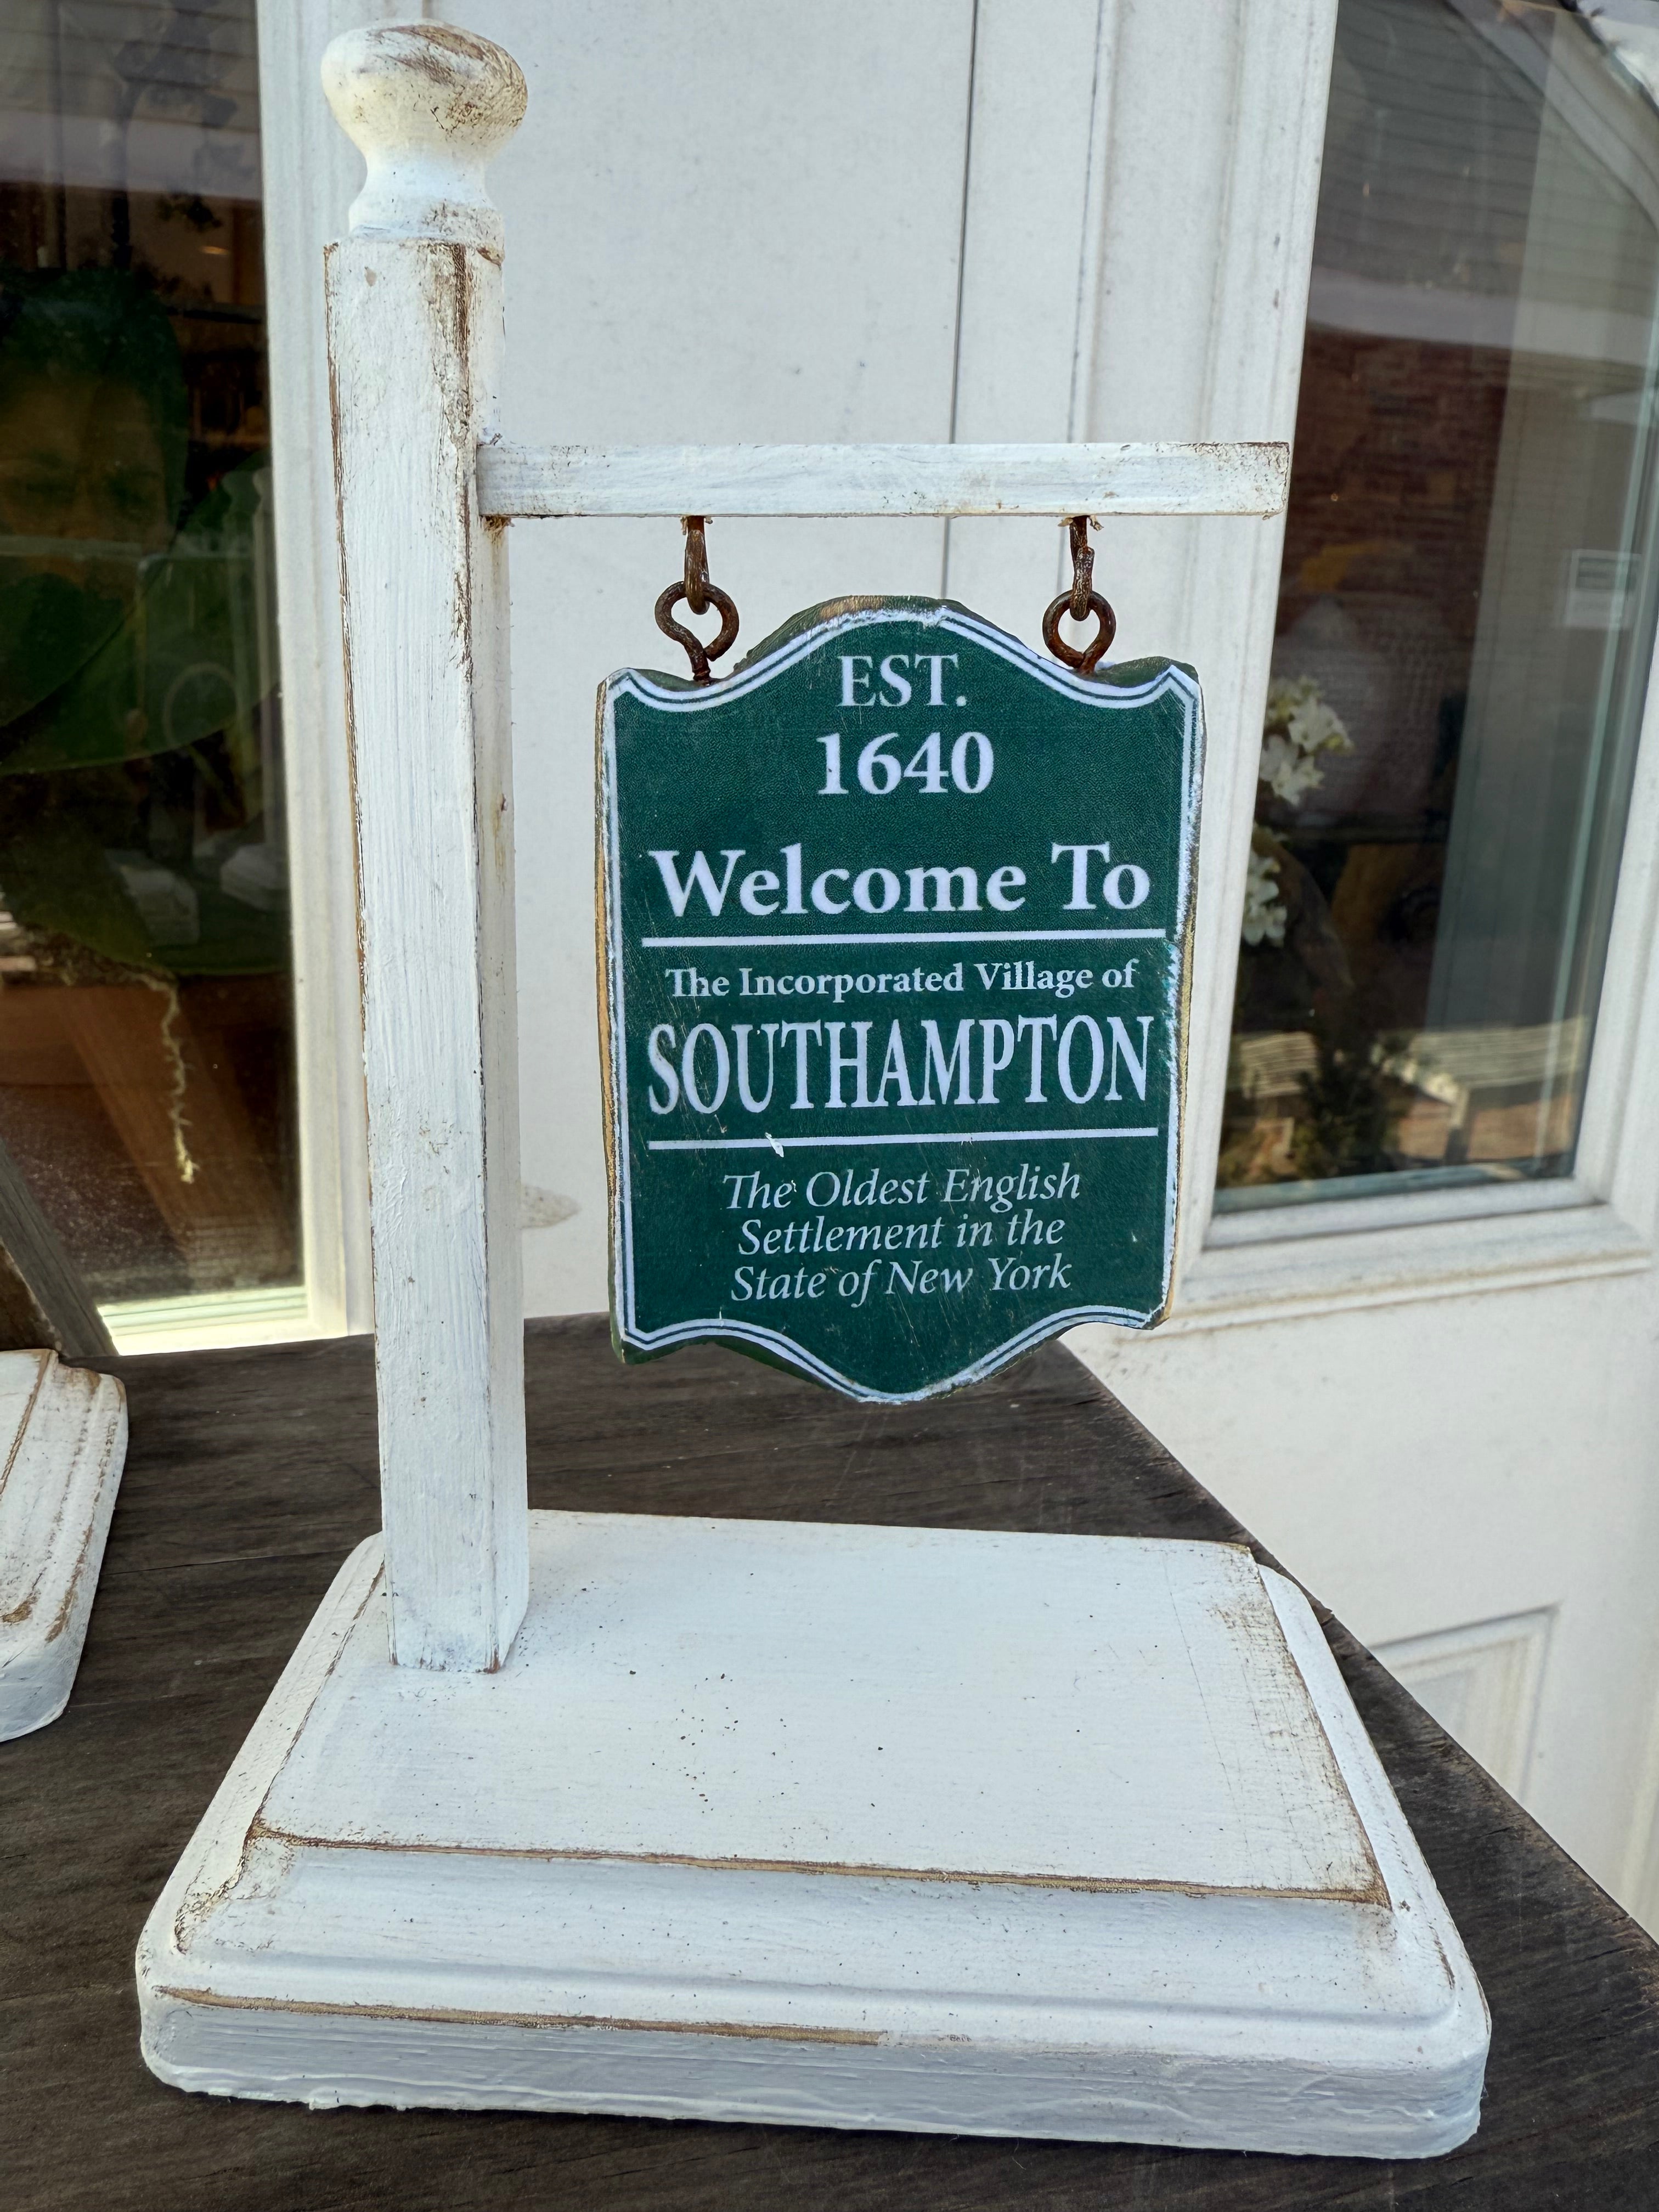 EST.
1640
Welcome To
The Incorporated Village of
SOUTHAMPTON
The Oldest English
Settlement in the
State of New York